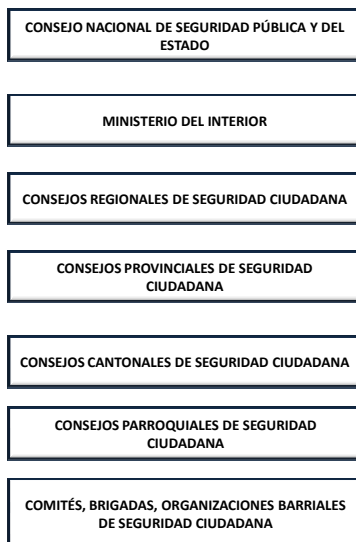 CONSEJO NACIONAL DE SEGURIDAD PÚBLICA Y DEL
ESTADO
MINISTERIO DEL INTERIOR
CONSEJOS REGIONALES DE SEGURIDAD CIUDADANA
CONSEJOS PROVINCIALES DE SEGURIDAD
CIUDADANA
CONSEJOS CANTONALES DE SEGURIDAD CIUDADANA
CONSEJOS PARROQUIALES DE SEGURIDAD
CIUDADANA
COMITÉS, BRIGADAS, ORGANIZACIONES BARRIALES
DE SEGURIDAD CIUDADANA